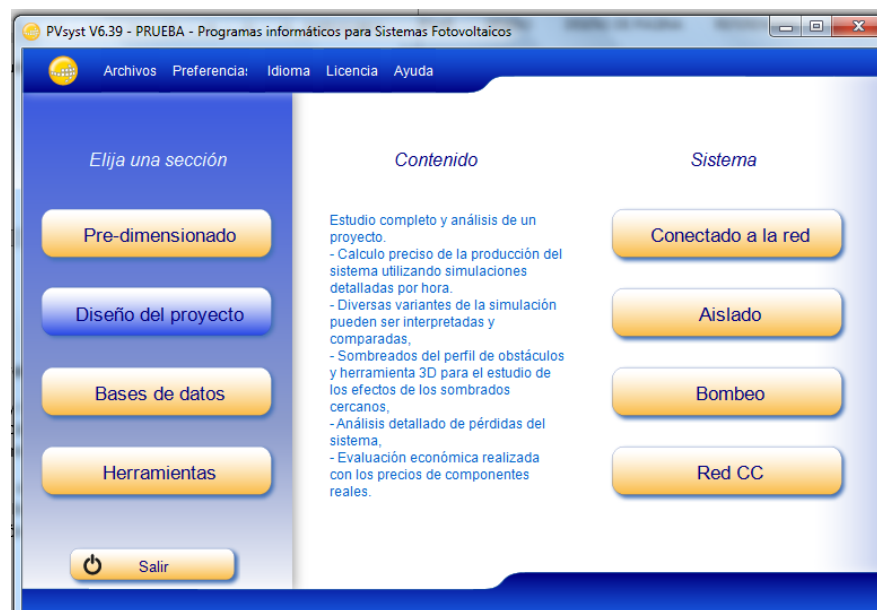 PVsyst V6.39 - PRUEBA - Programas informáticos para Sistemas Fotovoltaicos
Archivos Preferencia: Idioma Licencia Ayuda
Elija una sección
Pre-dimensionado
Diseño del proyecto
Bases de datos
Herramientas
Salir
Contenido
Estudio completo y análisis de un
proyecto.
- Calculo preciso de la producción del
sistema utilizando simulaciones
detalladas por hora.
- Diversas variantes de la simulación
pueden ser interpretadas y
comparadas,
- Sombreados del perfil de obstáculos
y herramienta 3D para el estudio de
los efectos de los sombrados
cercanos,
- Análisis detallado de pérdidas del
sistema,
- Evaluación económica realizada
con los precios de componentes
reales.
Sistema
Conectado a la red
Aislado
Bombeo
Red CC